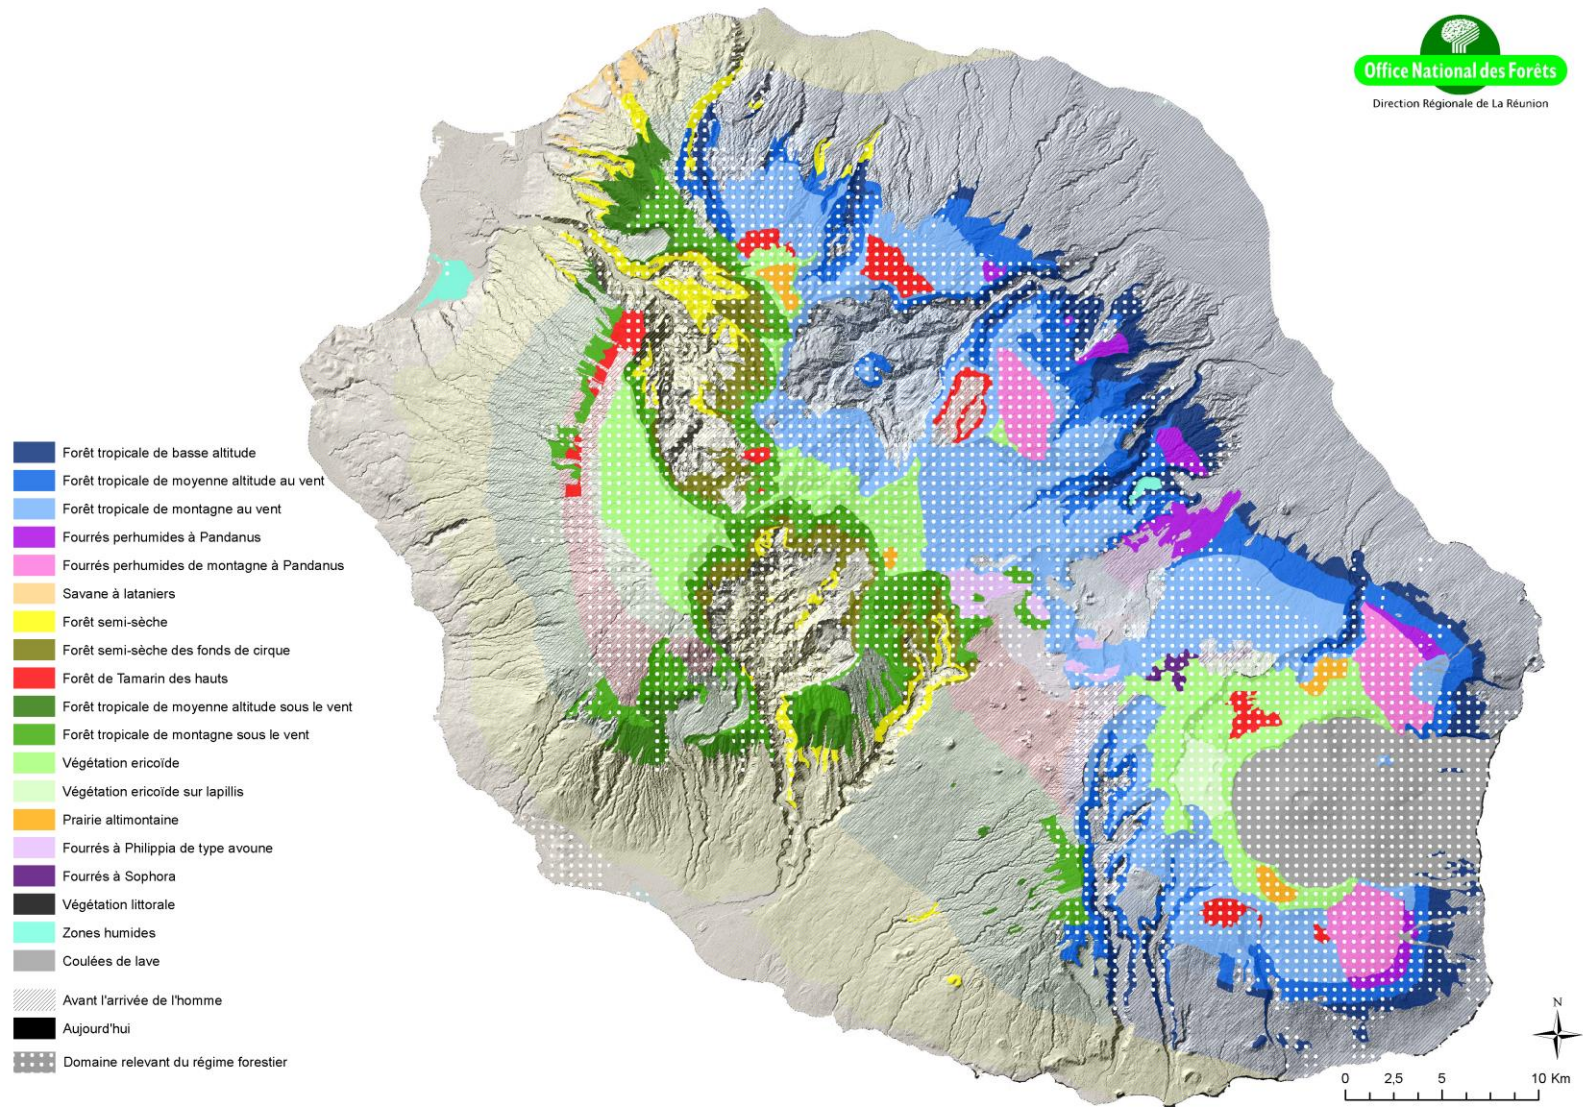 Office National des Forêts
Direction Régionale de La Réunion
Forêt tropicale de basse altitude
Forêt tropicale de moyenne altitude au vent
Forêt tropicale de montagne au vent
Fourrés perhumides à Pandanus
Fourrés perhumides de montagne à Pandanus
Savane à lataniers
Forêt semi-sèche
Forêt semi-sèche des fonds de cirque
Forêt de Tamarin des hauts
Forêt tropicale de moyenne altitude sous le vent
Forêt tropicale de montagne sous le vent
Végétation ericoïde
Végétation ericoïde sur lapillis
Prairie altimontaine
Fourrés à Philippia de type avoune
Fourrés à Sophora
Végétation littorale
Zones humides
Coulées de lave
Avant l'arrivée de l'homme
Aujourd'hui
Domaine relevant du régime forestier
N
0 2,5 5 10 Km